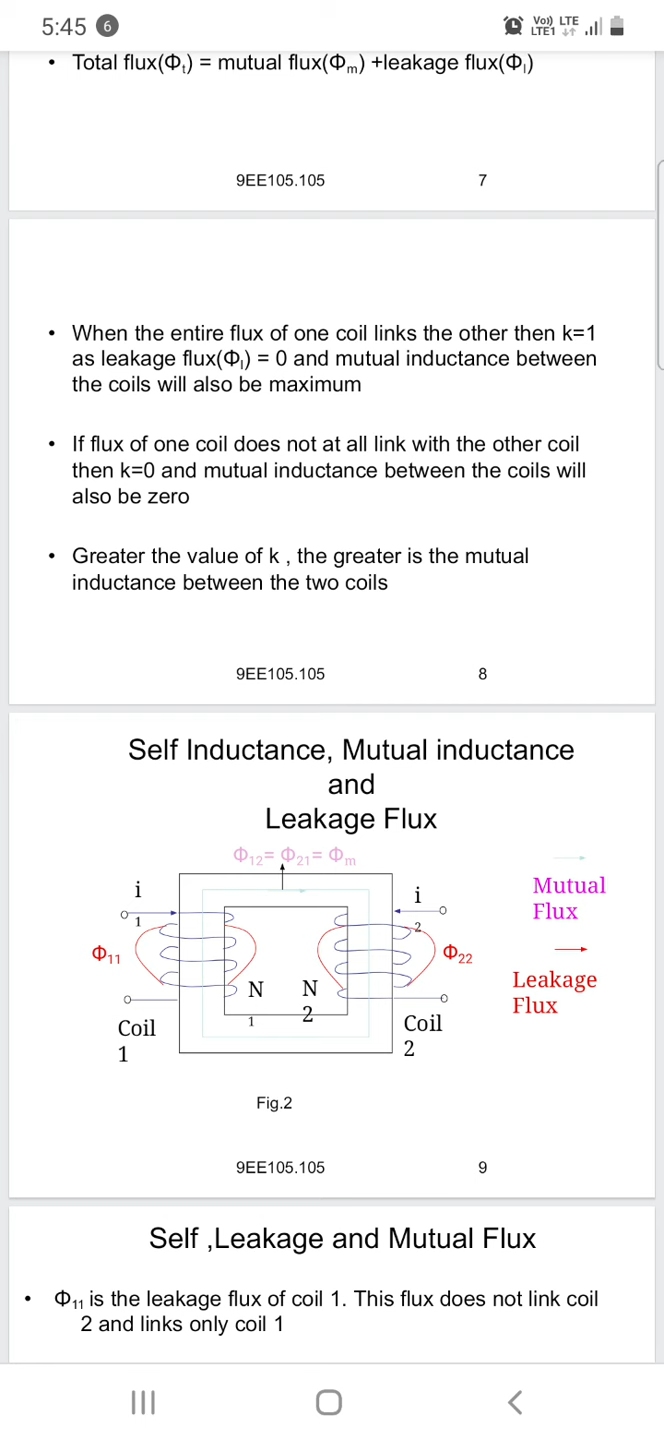 5:45 6 Vo)) LTE
LTE1
• Total flux(Φt) = mutual flux(Φm) +leakage flux(Φl)
9EE105.105 7
• When the entire flux of one coil links the other then k=1
as leakage flux(Φl) = 0 and mutual inductance between
the coils will also be maximum
• If flux of one coil does not at all link with the other coil
then k=0 and mutual inductance between the coils will
also be zero
• Greater the value of k , the greater is the mutual
inductance between the two coils
9EE105.105 8
Self Inductance, Mutual inductance
and
Leakage Flux
Φ12= Φ21= Φm
i
1
i
2
Φ11
Φ22
N
1
N
2
Coil
1
Coil
2
Mutual
Flux
Leakage
Flux
Fig.2
9EE105.105 9
Self ,Leakage and Mutual Flux
• Φ11 is the leakage flux of coil 1. This flux does not link coil
2 and links only coil 1